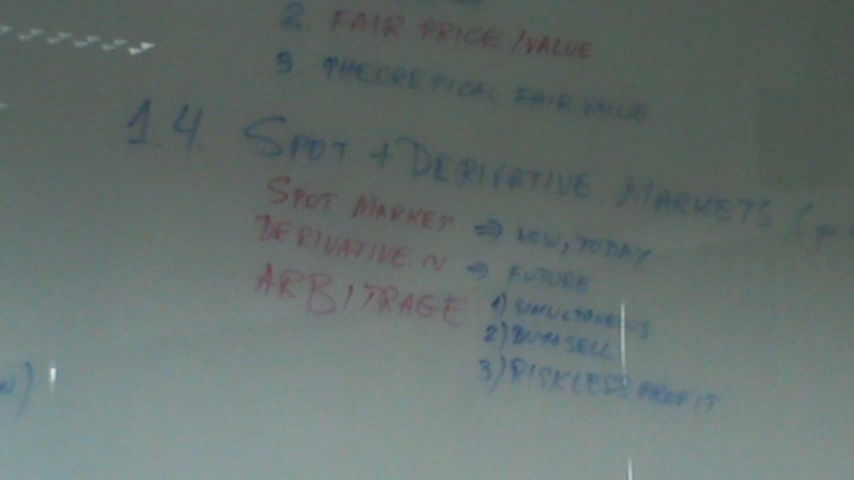 2. FAIR PRICE/VALUE
3. THEORETICAL FAIR VALUE
1.4 SPOT + DERIVATIVE MARKETS (
SPOT MARKET ⇒ NOW, TODAY
DERIVATIVE N ⇒ FUTURE
ARBITRAGE 1) SIMULTANEOUS
2) BUY+SELL
3) RISKLESS PROFIT
N)